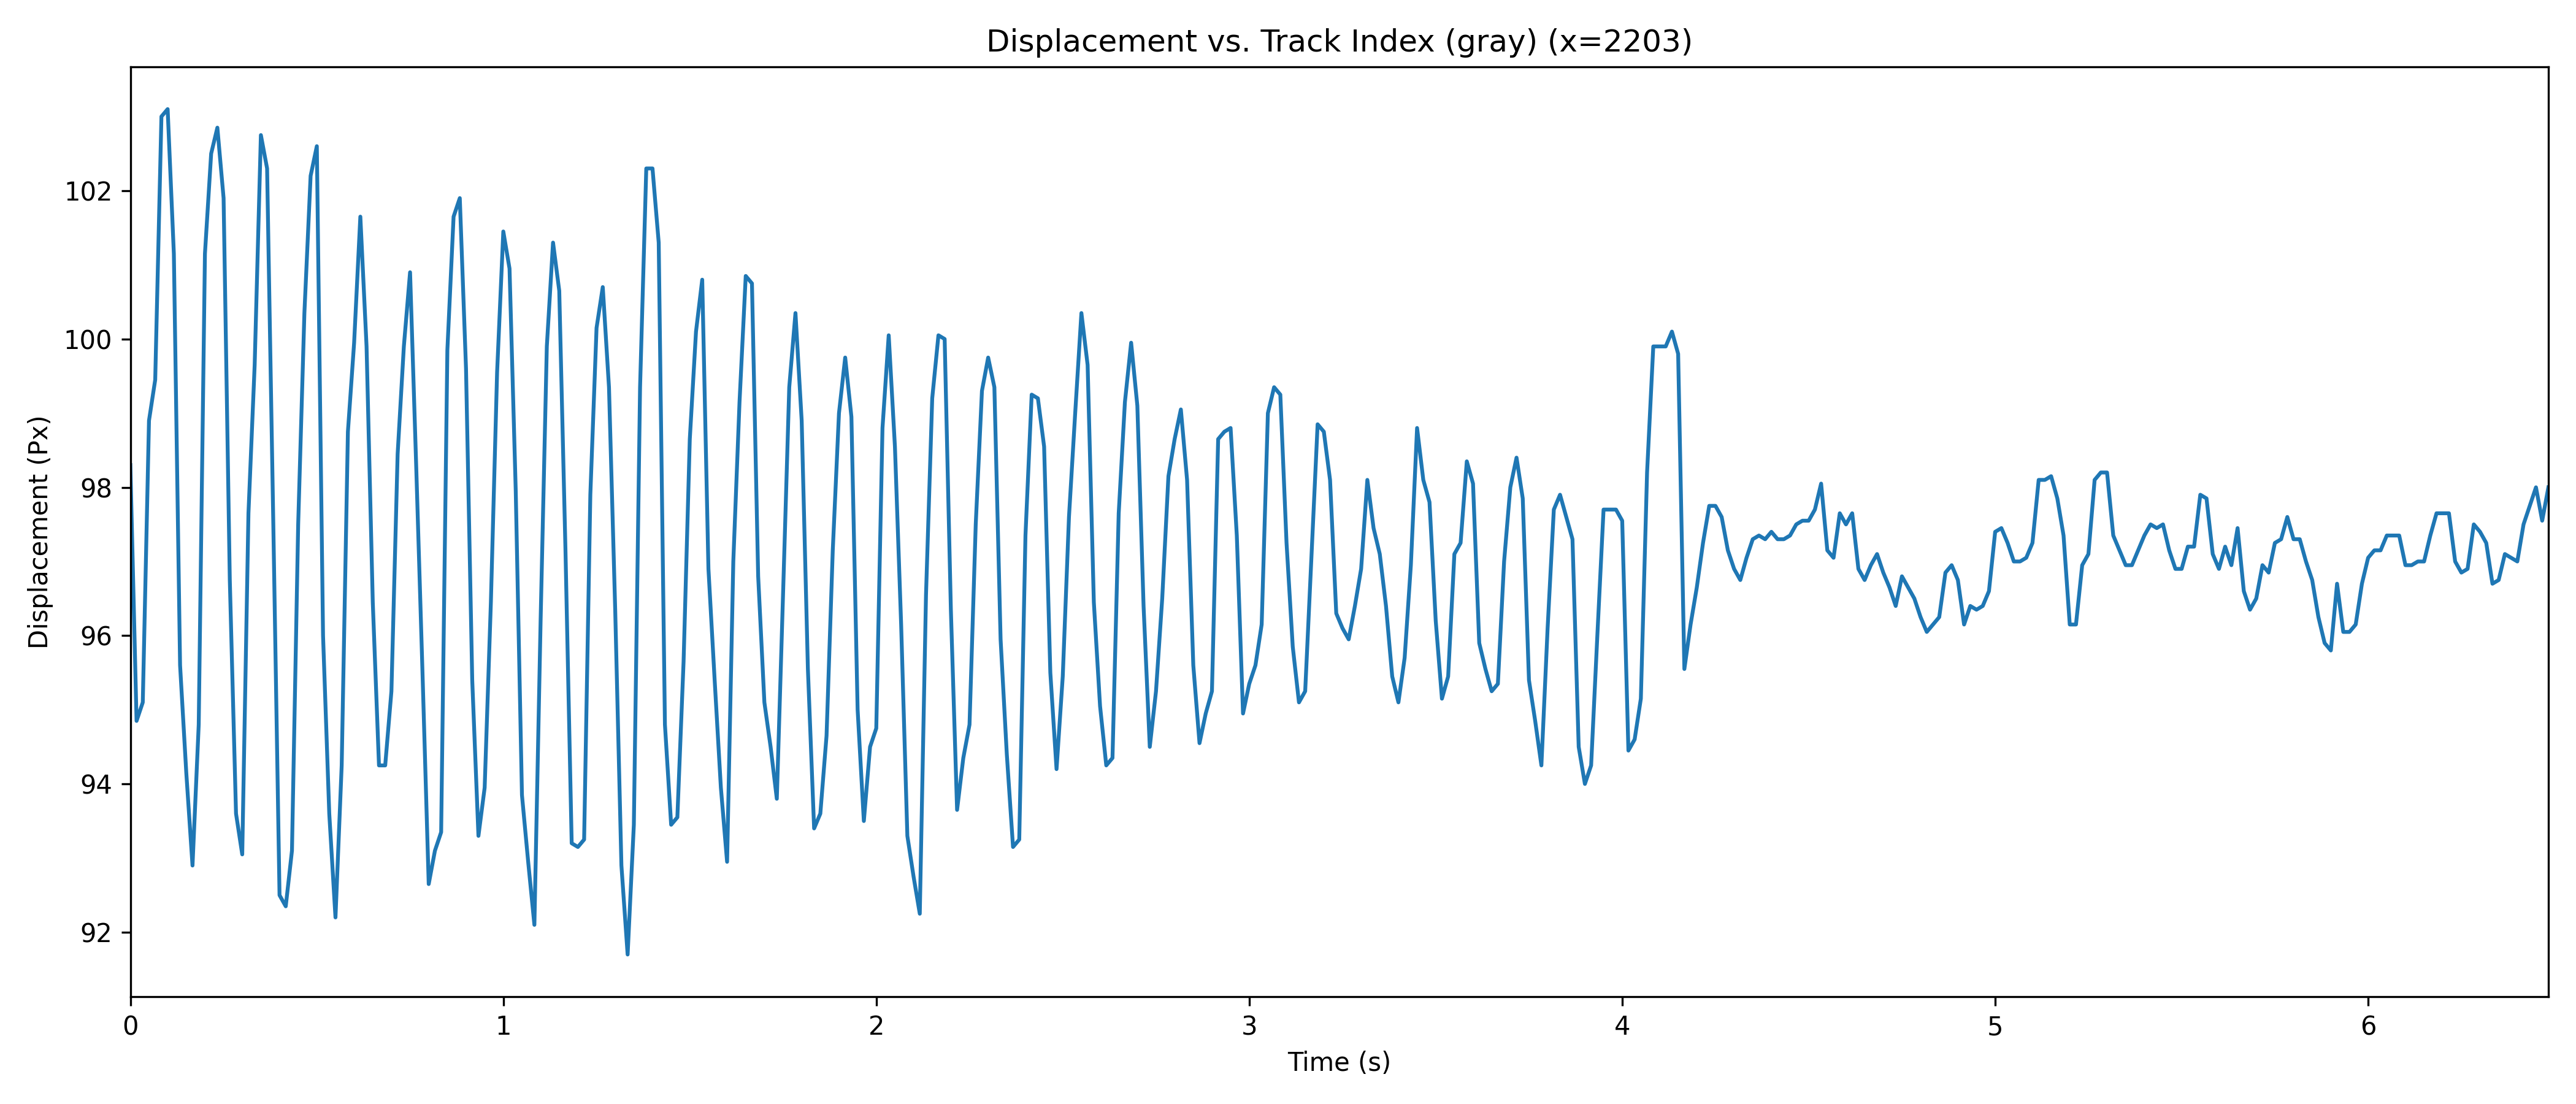 Displacement vs. Track Index (gray) (x=2203)
Displacement (Px)
102
100
98
96
94
92
0 1 2 3 4 5 6
Time (s)